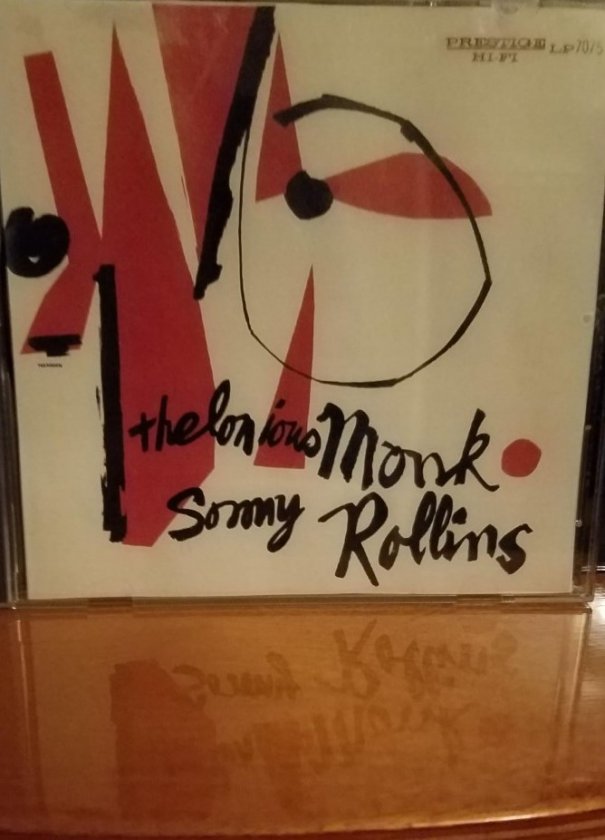 PRESTIGE LP 7075
HI-FI
thelonious Monk
Sonny Rollins